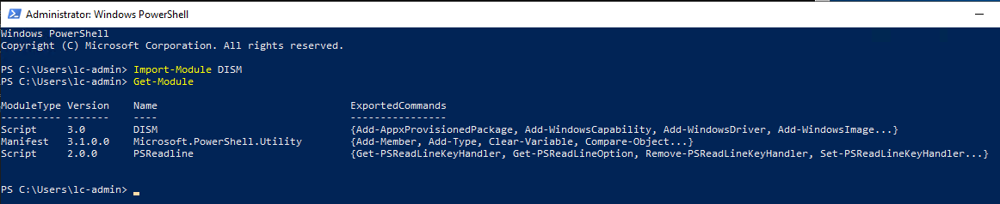 Administrator: Windows PowerShell
Windows PowerShell
Copyright (C) Microsoft Corporation. All rights reserved.
PS C:\Users\lc-admin> Import-Module DISM
PS C:\Users\lc-admin> Get-Module
ModuleType Version    Name                                ExportedCommands
---------- -------    ----                                ----------------
Script     3.0        DISM                                {Add-AppxProvisionedPackage, Add-WindowsCapability, Add-WindowsDriver, Add-WindowsImage...}
Manifest   3.1.0.0    Microsoft.PowerShell.Utility        {Add-Member, Add-Type, Clear-Variable, Compare-Object...}
Script     2.0.0      PSReadline                          {Get-PSReadLineKeyHandler, Get-PSReadLineOption, Remove-PSReadLineKeyHandler, Set-PSReadLineKeyHandler...}
PS C:\Users\lc-admin>